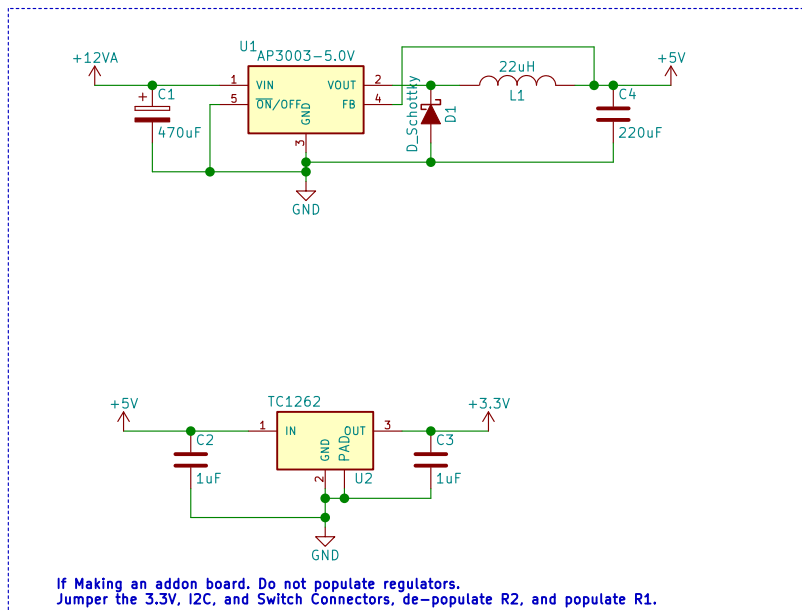 U1
AP3003-5.0V
+12VA
1
VIN
VOUT
2
5
ON/OFF
FB
4
GND
3
C1
+
470uF
D_Schottky
D1
22uH
L1
+5V
C4
220uF
GND
TC1262
+5V
1
IN
OUT
3
GND
PAD
2
U2
C2
1uF
C3
1uF
+3.3V
GND
If Making an addon board. Do not populate regulators.
Jumper the 3.3V, I2C, and Switch Connectors, de-populate R2, and populate R1.